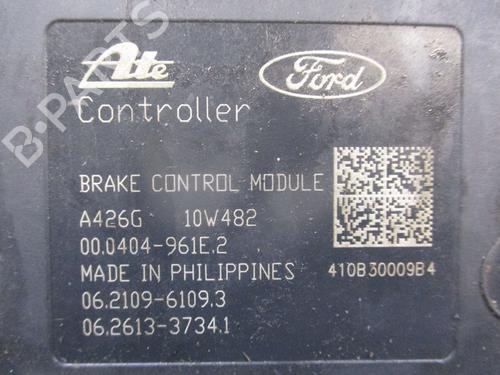 Ate Ford
Controller
BRAKE CONTROL MODULE
A426G 10W482
00.0404-961E.2
MADE IN PHILIPPINES 410B30009B4
06.2109-6109.3
06.2613-3734.1
B-PARTS